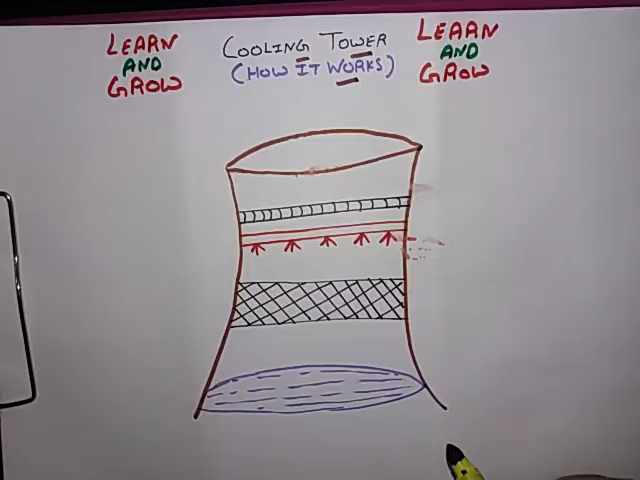 LEARN
AND
GROW
COOLING TOWER
(HOW IT WORKS)
LEARN
AND
GROW